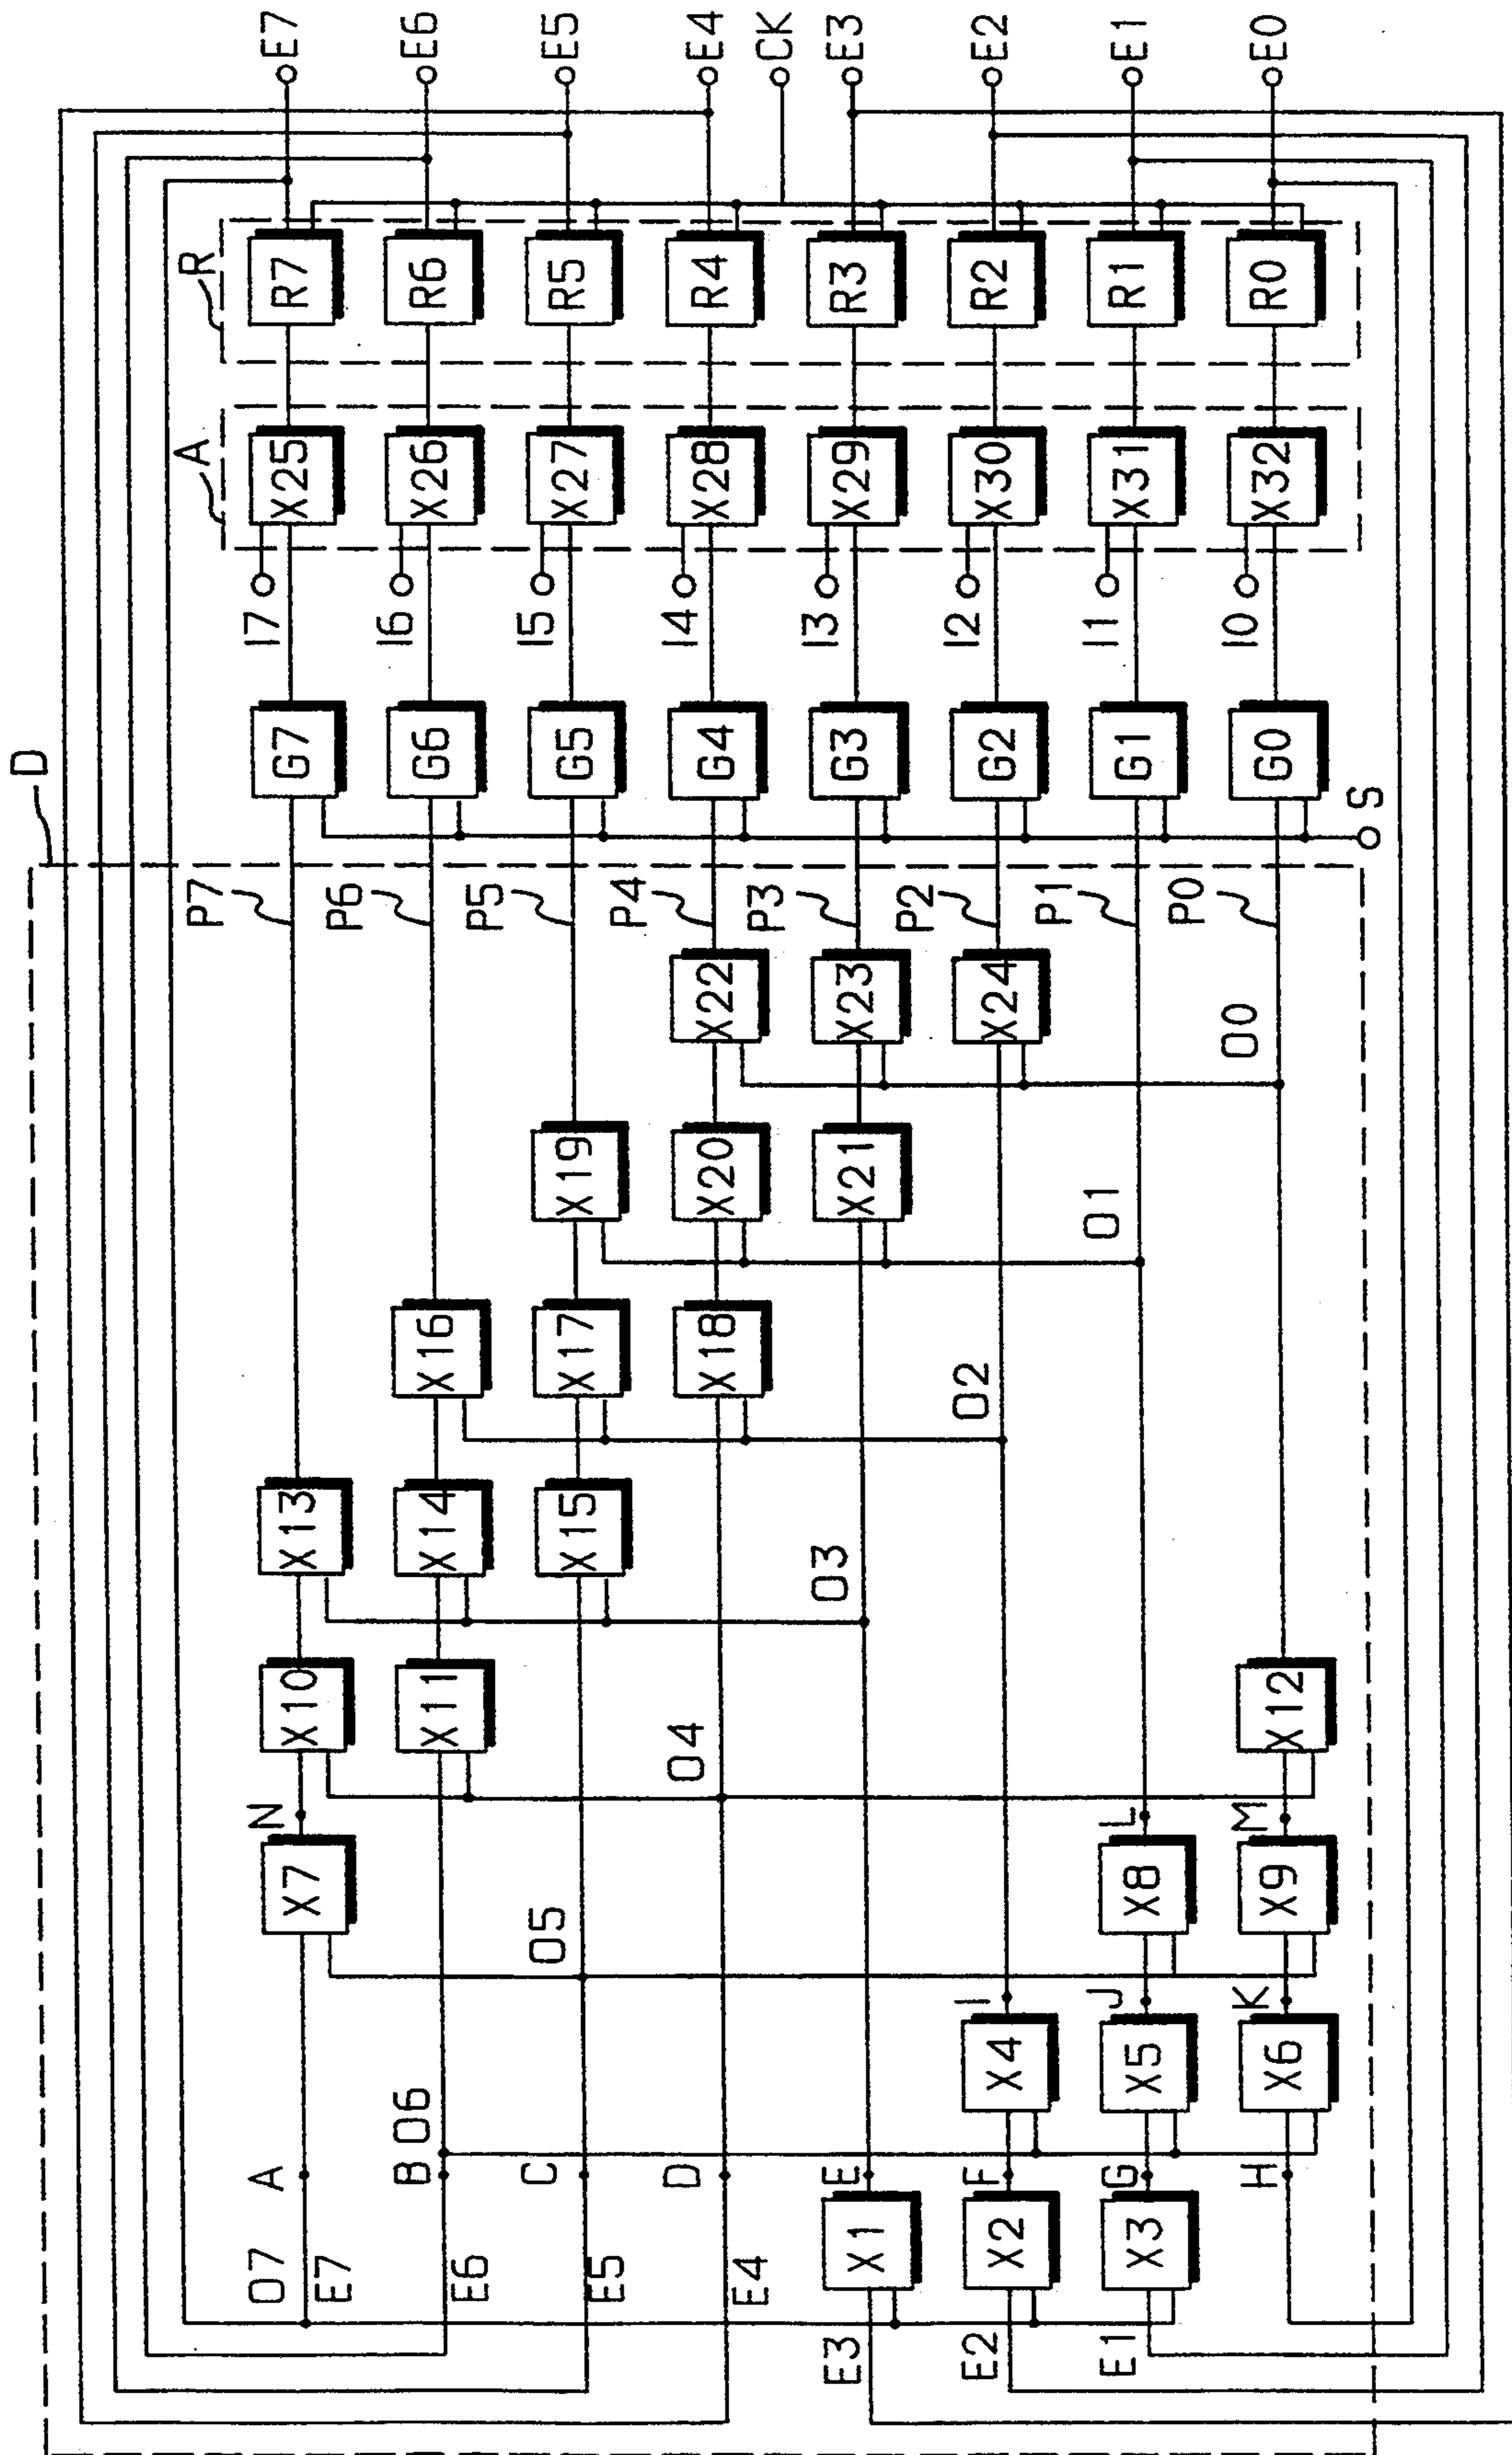 E7
E6
E5
E4
CK
E3
E2
E1
E0
R
R7
R6
R5
R4
R3
R2
R1
R0
A
X25
X26
X27
X28
X29
X30
X31
X32
I7
I6
I5
I4
I3
I2
I1
I0
D
G7
G6
G5
G4
G3
G2
G1
G0
S
P7
P6
P5
P4
P3
P2
P1
P0
X22
X23
X24
O0
X19
X20
X21
O1
X16
X17
X18
O2
X13
X14
X15
O3
X10
X11
X12
O4
N
L
M
X7
X8
X9
O5
I
J
K
X4
X5
X6
O6
A
B
C
D
E
F
G
H
X1
X2
X3
O7
E7
E6
E5
E4
E3
E2
E1